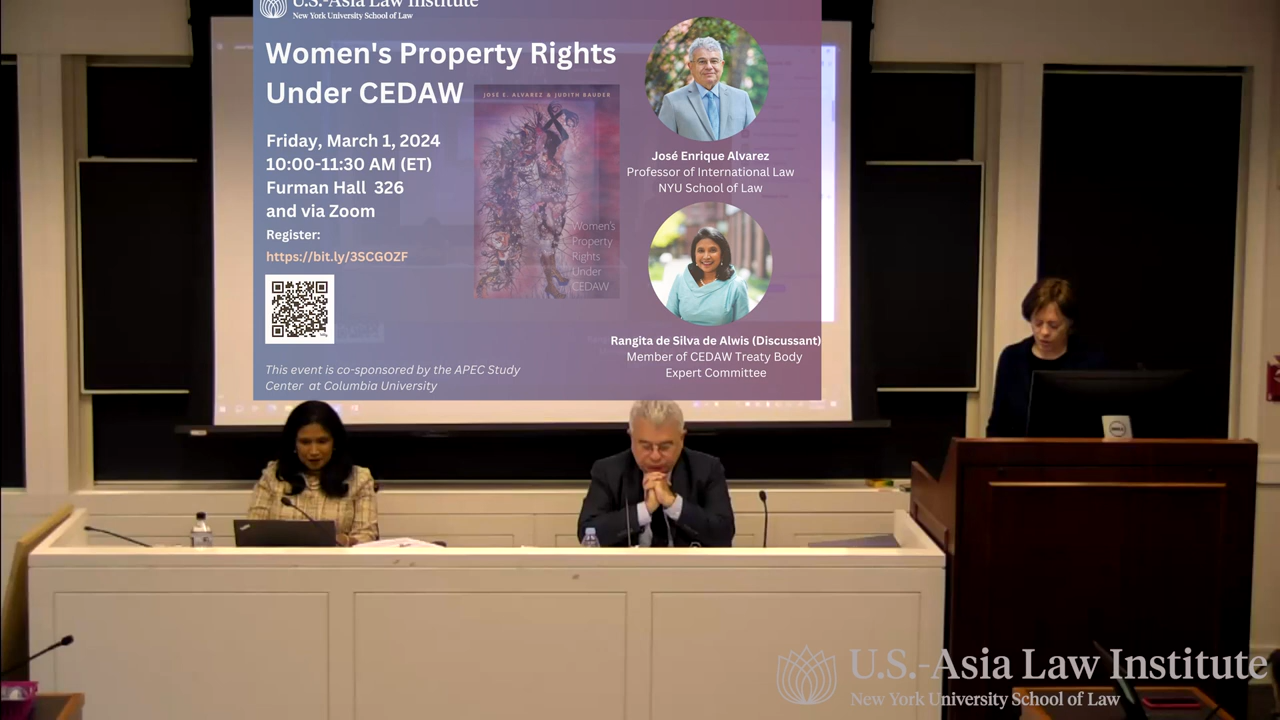 U.S.-Asia Law Institute
New York University School of Law
Women's Property Rights
Under CEDAW
Friday, March 1, 2024
10:00-11:30 AM (ET)
Furman Hall 326
and via Zoom
Register:
https://bit.ly/3SCGOZF
This event is co-sponsored by the APEC Study
Center at Columbia University
JOSÉ E. ALVAREZ & JUDITH BAUDER
Women's
Property
Rights
Under
CEDAW
José Enrique Alvarez
Professor of International Law
NYU School of Law
Rangita de Silva de Alwis (Discussant)
Member of CEDAW Treaty Body
Expert Committee
DELL
U.S.-Asia Law Institute
New York University School of Law